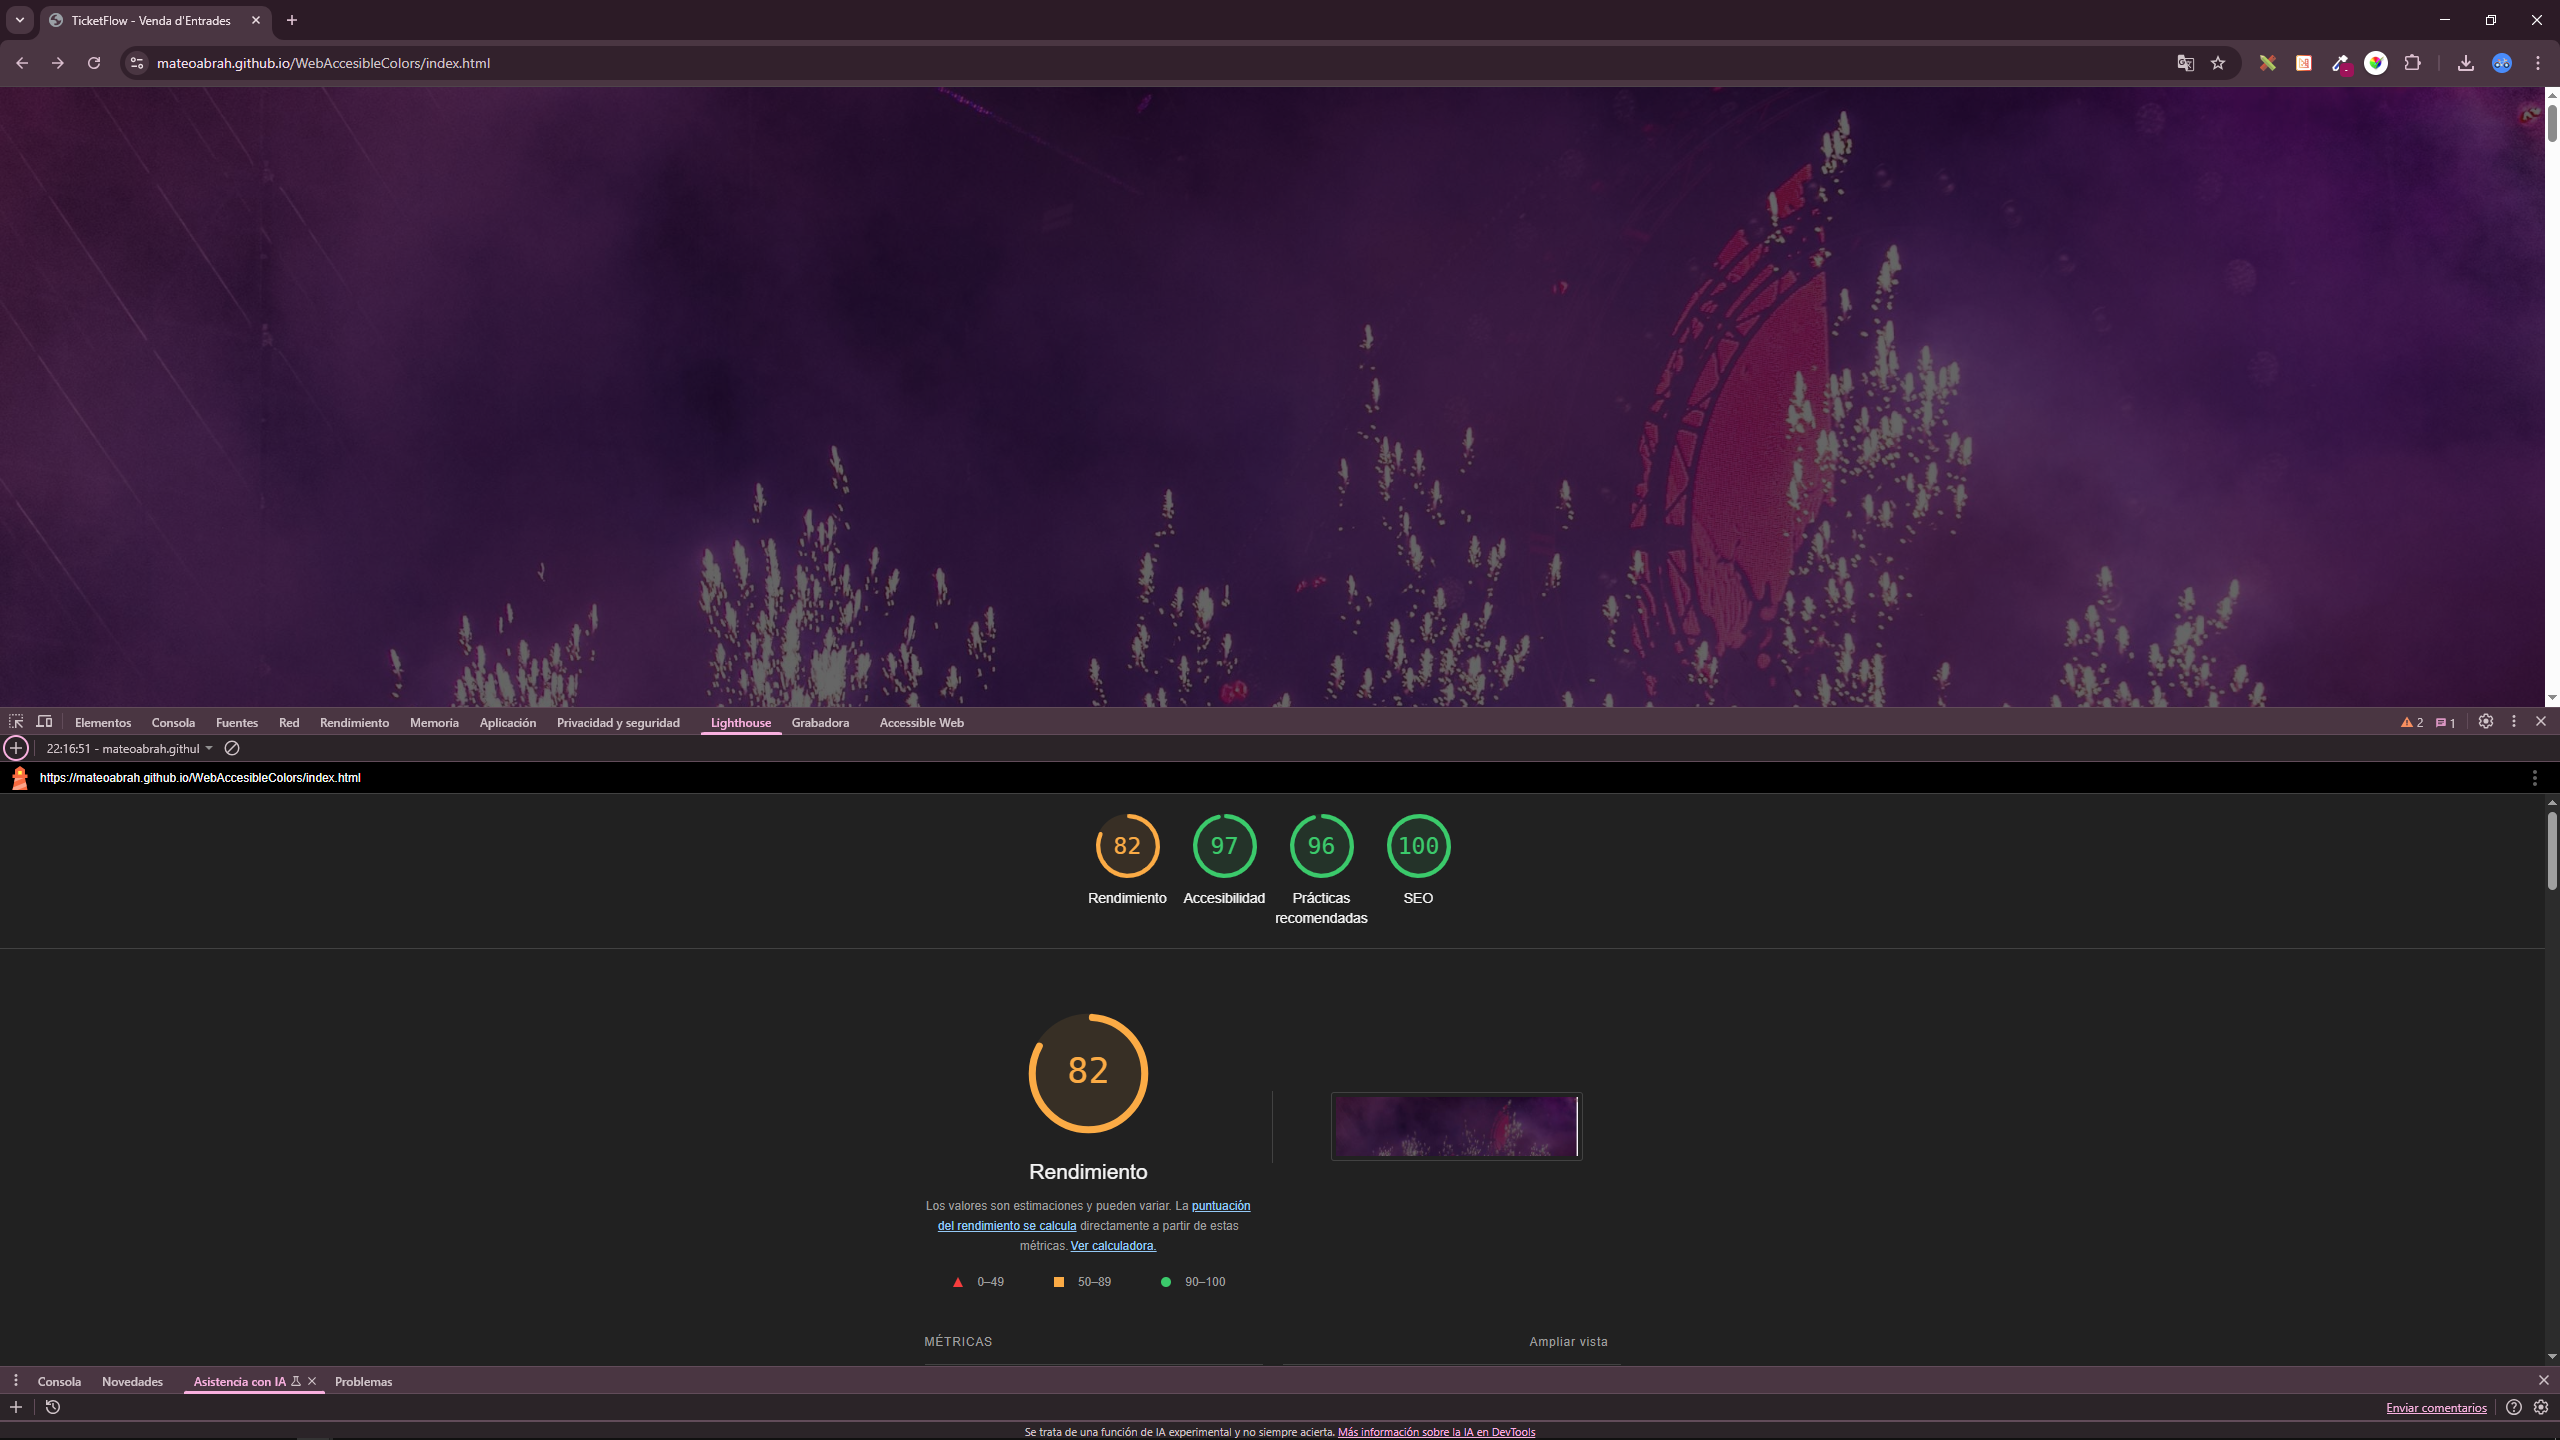 TicketFlow - Venda d'Entrades
mateoabrah.github.io/WebAccesibleColors/index.html
Elementos Consola Fuentes Red Rendimiento Memoria Aplicación Privacidad y seguridad Lighthouse Grabadora Accessible Web 2 1
22:16:51 - mateoabrah.githul
https://mateoabrah.github.io/WebAccesibleColors/index.html
82 97 96 100
Rendimiento Accesibilidad Prácticas recomendadas SEO
82
Rendimiento
Los valores son estimaciones y pueden variar. La puntuación
del rendimiento se calcula directamente a partir de estas
métricas. Ver calculadora.
0–49 50–89 90–100
MÉTRICAS Ampliar vista
Consola Novedades Asistencia con IA Problemas
Enviar comentarios
Se trata de una función de IA experimental y no siempre acierta. Más información sobre la IA en DevTools